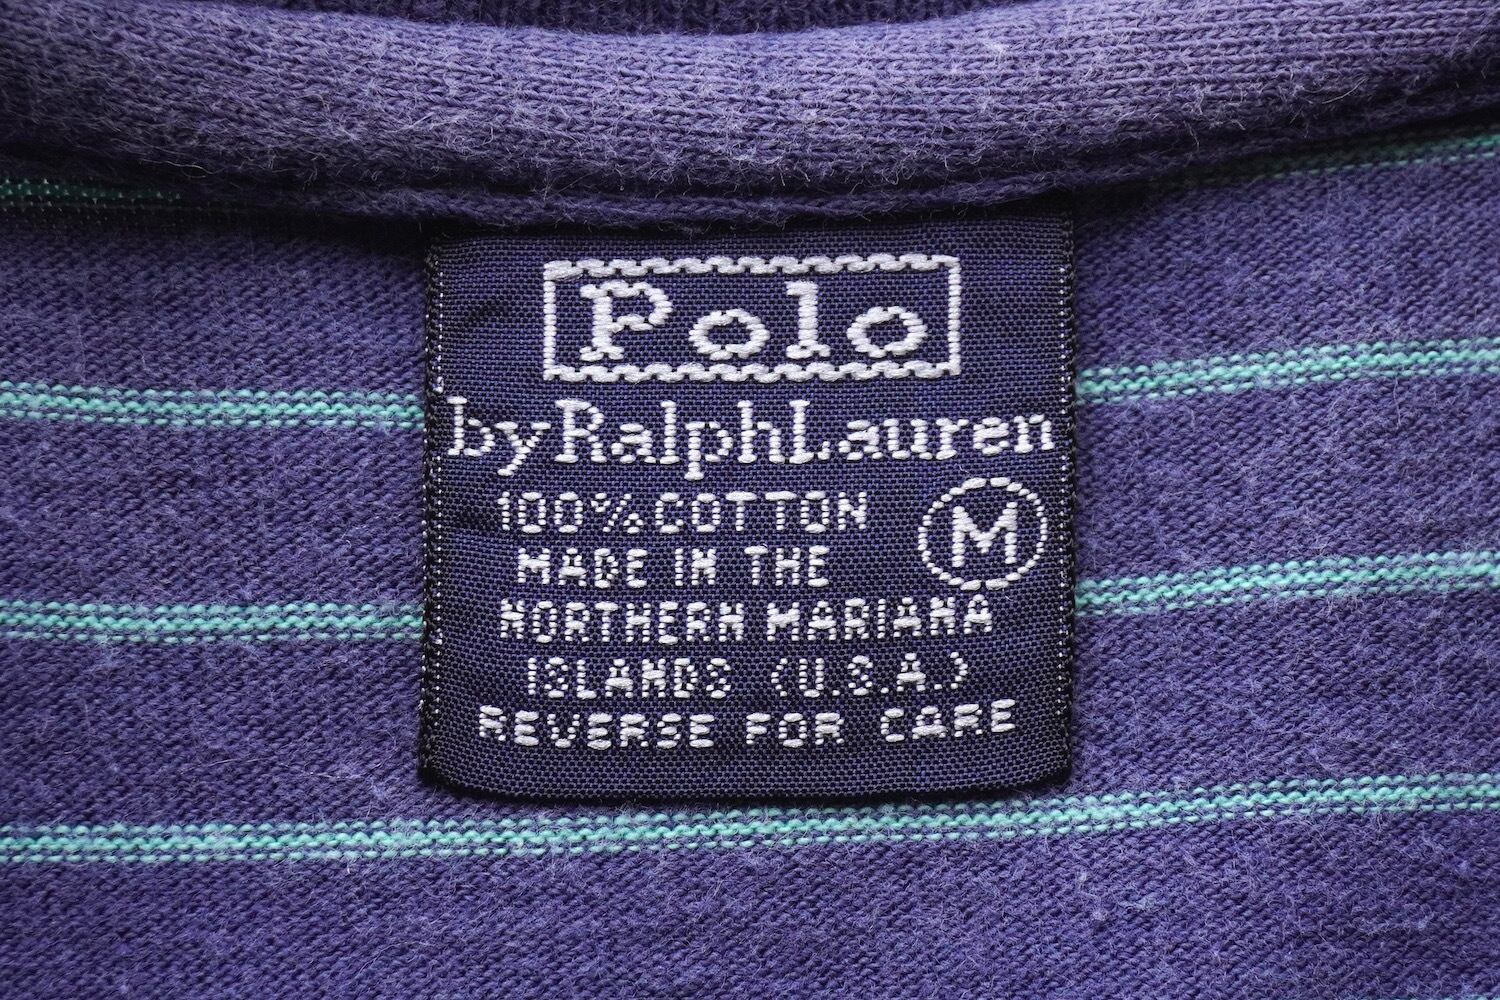 Polo
by Ralph Lauren
100% COTTON
M
MADE IN THE
NORTHERN MARIANA
ISLANDS (U.S.A.)
REVERSE FOR CARE